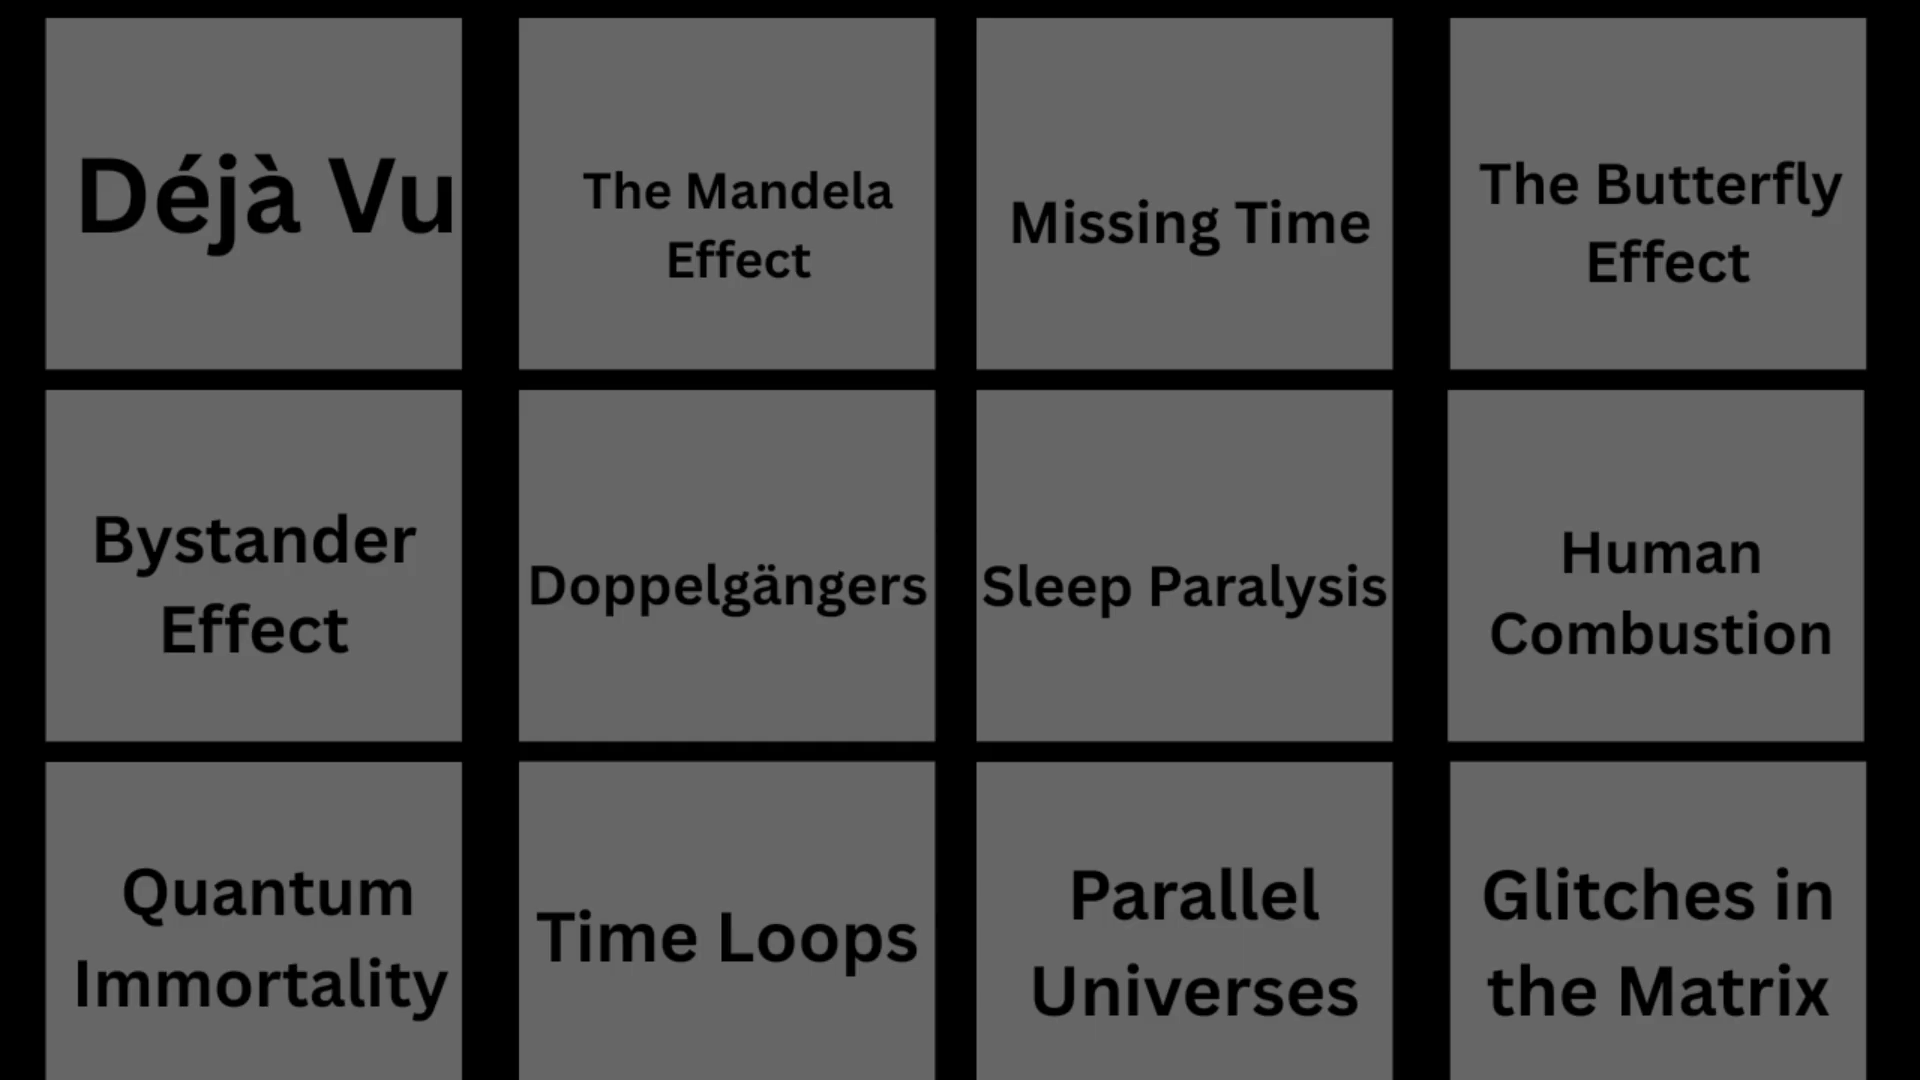 Déjà Vu
The Mandela
Effect
Missing Time
The Butterfly
Effect
Bystander
Effect
Doppelgängers
Sleep Paralysis
Human
Combustion
Quantum
Immortality
Time Loops
Parallel
Universes
Glitches in
the Matrix